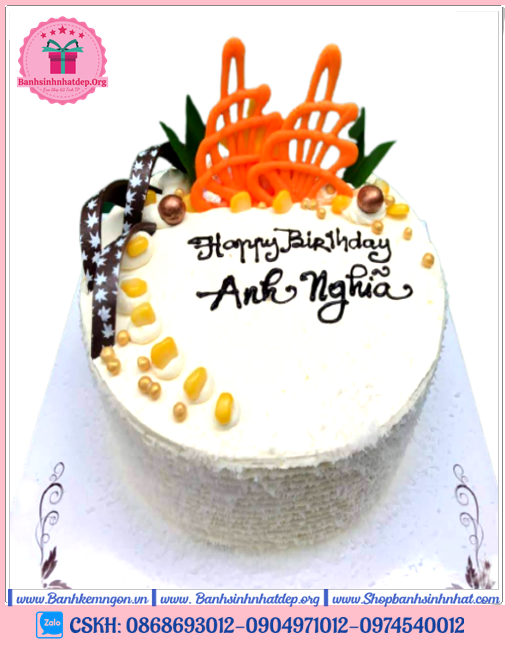 Banhsinhnhatdep.Org
Happy Birthday
Anh Nghĩa
www.Banhkemngon.vn | www. Banhsinhnhatdep.org | www.Shopbanhsinhnhat.com
Zalo CSKH: 0868693012-0904971012-0974540012